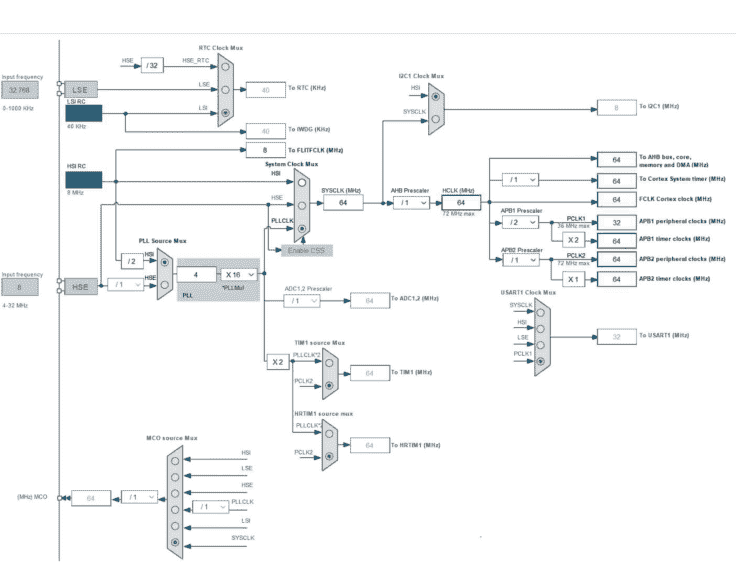 RTC Clock Mux
HSE
/32
HSE_RTC
LSE
LSI
40
To RTC (KHz)
40
To IWDG (KHz)
8
To FLITFCLK (MHz)
Input frequency
32.768
0-1000 KHz
LSE
LSI RC
40 KHz
HSI RC
8 MHz
Input frequency
8
4-32 MHz
HSE
System Clock Mux
HSI
HSE
PLLCLK
Enable CSS
PLL Source Mux
HSI
/2
HSE
/1
4
X 16
*PLLMul
PLL
SYSCLK (MHz)
64
AHB Prescaler
/1
HCLK (MHz)
64
72 MHz max
I2C1 Clock Mux
HSI
SYSCLK
8
To I2C1 (MHz)
64
To AHB box, core,
memory and DMA (MHz)
/1
64
To Cortex System timer (MHz)
64
FCLK Cortex clock (MHz)
APB1 Prescaler
/2
PCLK1
36 MHz max
32
APB1 peripheral clocks (MHz)
X 2
64
APB1 timer clocks (MHz)
APB2 Prescaler
/1
PCLK2
72 MHz max
64
APB2 peripheral clocks (MHz)
X 1
64
APB2 timer clocks (MHz)
ADC1,2 Prescaler
/1
64
To ADC1,2 (MHz)
USART1 Clock Mux
SYSCLK
HSI
LSE
PCLK1
32
To USART1 (MHz)
X 2
TIM1 source Mux
PLLCLK*2
PCLK2
64
To TIM1 (MHz)
HRTIM1 source mux
PLLCLK*2
PCLK2
64
To HRTIM1 (MHz)
MCO source Mux
HSI
LSE
HSE
/1
PLLCLK
LSI
SYSCLK
(MHz) MCO
64
/1